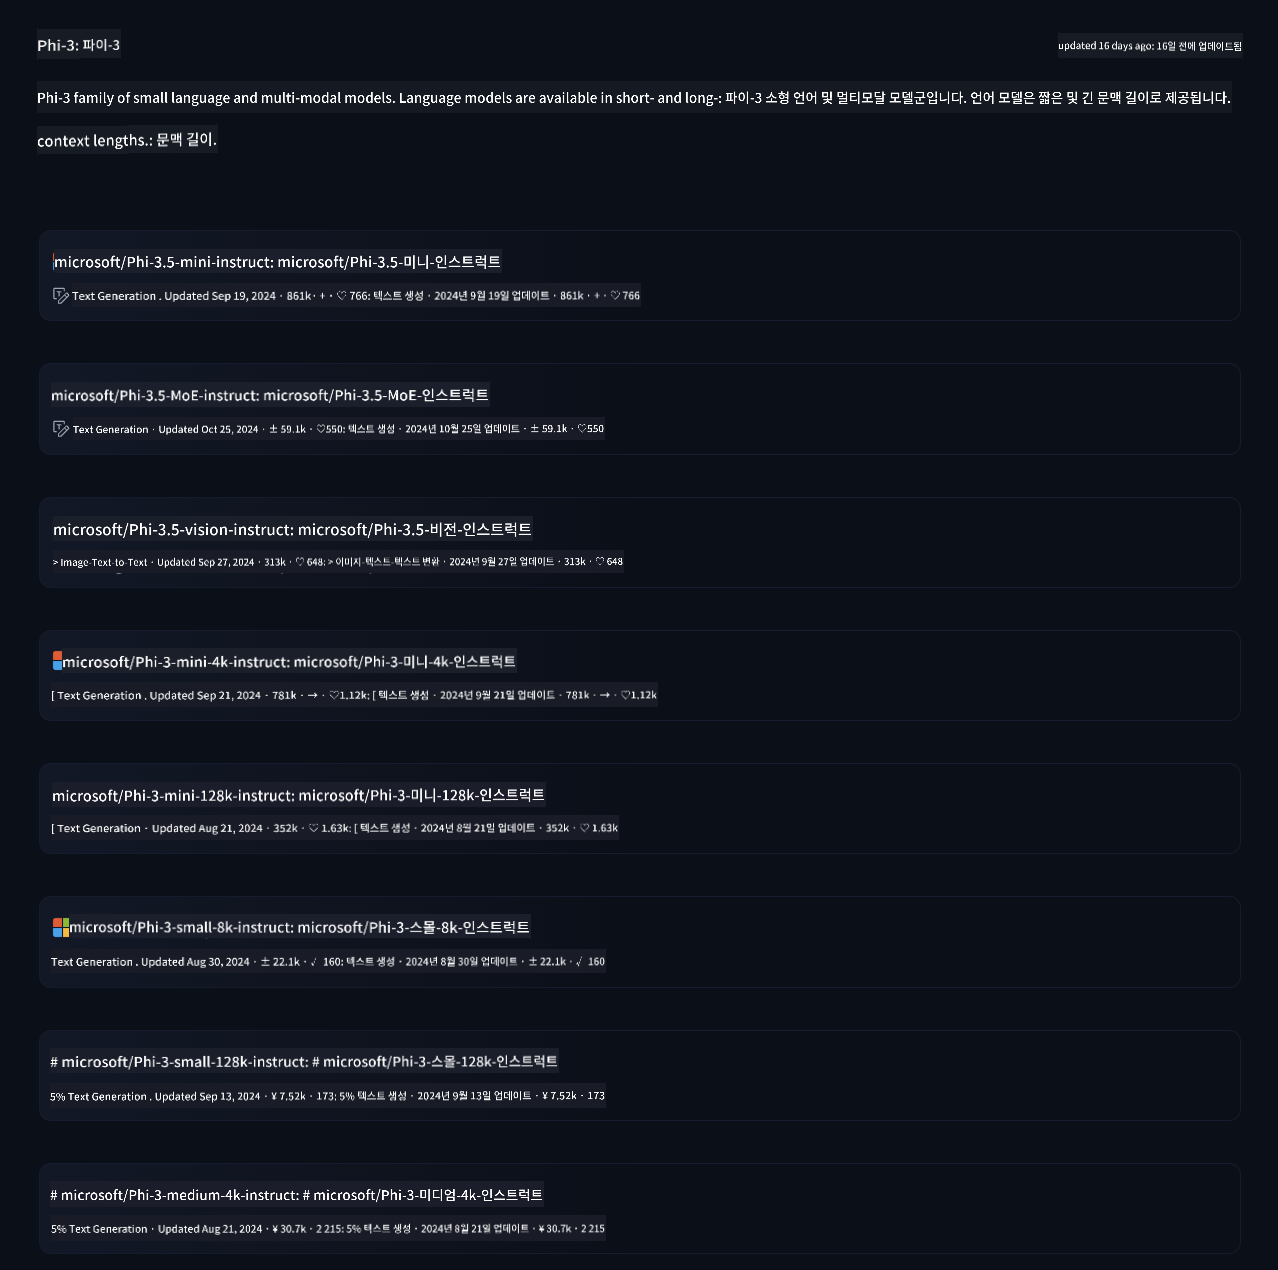 Phi-3: 파이-3
updated 16 days ago: 16일 전에 업데이트됨
Phi-3 family of small language and multi-modal models. Language models are available in short- and long-: 파이-3 소형 언어 및 멀티모달 모델군입니다. 언어 모델은 짧은 및 긴 문맥 길이로 제공됩니다.
context lengths.: 문맥 길이.
microsoft/Phi-3.5-mini-instruct: microsoft/Phi-3.5-미니-인스트럭트
Text Generation . Updated Sep 19, 2024 · 861k · + · ♡ 766: 텍스트 생성 · 2024년 9월 19일 업데이트 · 861k · + · ♡ 766
microsoft/Phi-3.5-MoE-instruct: microsoft/Phi-3.5-MoE-인스트럭트
Text Generation · Updated Oct 25, 2024 · ± 59.1k · ♡550: 텍스트 생성 · 2024년 10월 25일 업데이트 · ± 59.1k · ♡550
microsoft/Phi-3.5-vision-instruct: microsoft/Phi-3.5-비전-인스트럭트
> Image-Text-to-Text · Updated Sep 27, 2024 · 313k · ♡ 648: > 이미지-텍스트-텍스트 변환 · 2024년 9월 27일 업데이트 · 313k · ♡ 648
microsoft/Phi-3-mini-4k-instruct: microsoft/Phi-3-미니-4k-인스트럭트
[ Text Generation . Updated Sep 21, 2024 · 781k · → · ♡1.12k: [ 텍스트 생성 · 2024년 9월 21일 업데이트 · 781k · → · ♡1.12k
microsoft/Phi-3-mini-128k-instruct: microsoft/Phi-3-미니-128k-인스트럭트
[ Text Generation · Updated Aug 21, 2024 · 352k · ♡ 1.63k: [ 텍스트 생성 · 2024년 8월 21일 업데이트 · 352k · ♡ 1.63k
microsoft/Phi-3-small-8k-instruct: microsoft/Phi-3-스몰-8k-인스트럭트
Text Generation . Updated Aug 30, 2024 · ± 22.1k · √ 160: 텍스트 생성 · 2024년 8월 30일 업데이트 · ± 22.1k · √ 160
# microsoft/Phi-3-small-128k-instruct: # microsoft/Phi-3-스몰-128k-인스트럭트
5% Text Generation . Updated Sep 13, 2024 · ¥ 7.52k · 173: 5% 텍스트 생성 · 2024년 9월 13일 업데이트 · ¥ 7.52k · 173
# microsoft/Phi-3-medium-4k-instruct: # microsoft/Phi-3-미디엄-4k-인스트럭트
5% Text Generation · Updated Aug 21, 2024 · ¥ 30.7k · 2 215: 5% 텍스트 생성 · 2024년 8월 21일 업데이트 · ¥ 30.7k · 2 215